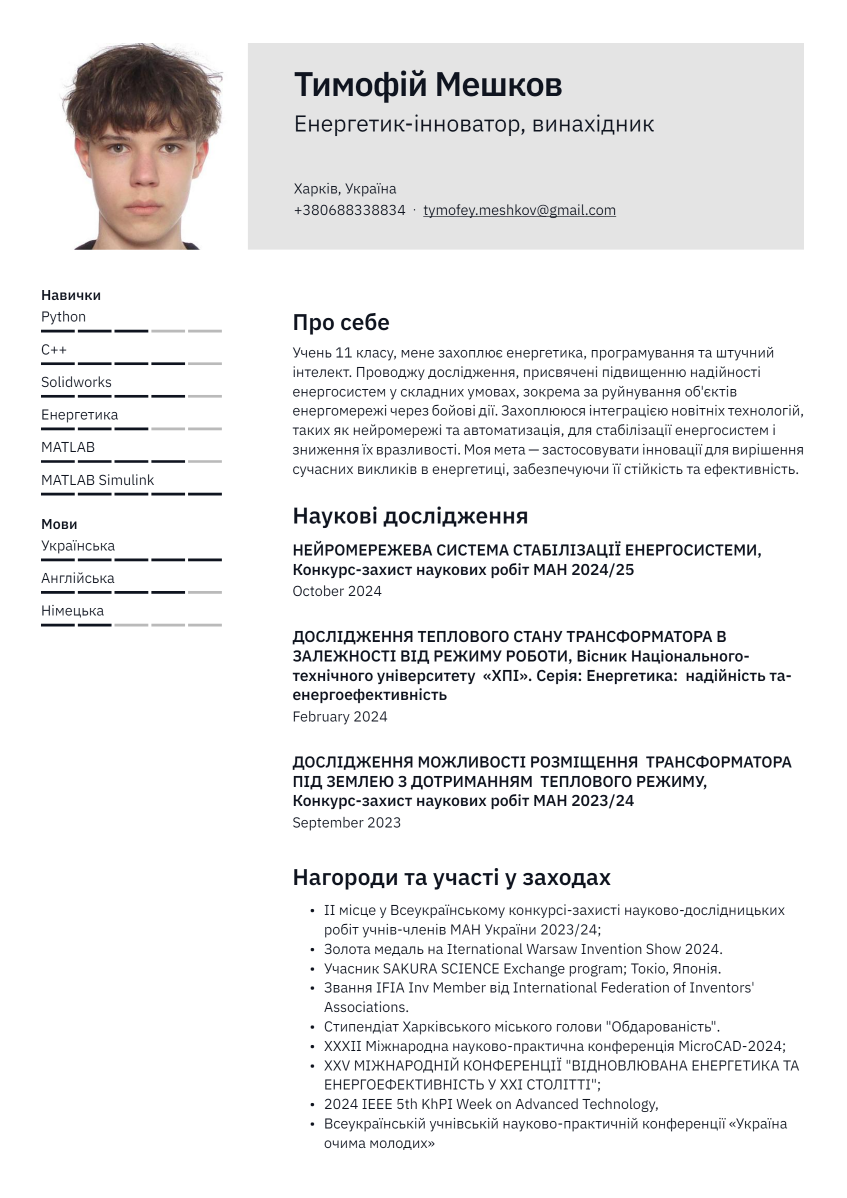 Тимофій Мешков
Енергетик-інноватор, винахідник
Харків, Україна
+380688338834 · tymofey.meshkov@gmail.com
Навички
Python
C++
Solidworks
Енергетика
MATLAB
MATLAB Simulink
Мови
Українська
Англійська
Німецька
Про себе
Учень 11 класу, мене захоплює енергетика, програмування та штучний
інтелект. Проводжу дослідження, присвячені підвищенню надійності
енергосистем у складних умовах, зокрема за руйнування об'єктів
енергомережі через бойові дії. Захоплююся інтеграцією новітніх технологій,
таких як нейромережі та автоматизація, для стабілізації енергосистем і
зниження їх вразливості. Моя мета — застосовувати інновації для вирішення
сучасних викликів в енергетиці, забезпечуючи її стійкість та ефективність.
Наукові дослідження
НЕЙРОМЕРЕЖЕВА СИСТЕМА СТАБІЛІЗАЦІЇ ЕНЕРГОСИСТЕМИ,
Конкурс-захист наукових робіт МАН 2024/25
October 2024
ДОСЛІДЖЕННЯ ТЕПЛОВОГО СТАНУ ТРАНСФОРМАТОРА В
ЗАЛЕЖНОСТІ ВІД РЕЖИМУ РОБОТИ, Вісник Національного-
технічного університету «ХПІ». Серія: Енергетика: надійність та-
енергоефективність
February 2024
ДОСЛІДЖЕННЯ МОЖЛИВОСТІ РОЗМІЩЕННЯ ТРАНСФОРМАТОРА
ПІД ЗЕМЛЕЮ З ДОТРИМАННЯМ ТЕПЛОВОГО РЕЖИМУ,
Конкурс-захист наукових робіт МАН 2023/24
September 2023
Нагороди та участі у заходах
• ІІ місце у Всеукраїнському конкурсі-захисті науково-дослідницьких
робіт учнів-членів МАН України 2023/24;
• Золота медаль на Iternational Warsaw Invention Show 2024.
• Учасник SAKURA SCIENCE Exchange program; Токіо, Японія.
• Звання IFIA Inv Member від International Federation of Inventors'
Associations.
• Стипендіат Харківського міського голови "Обдарованість".
• XXXII Міжнародна науково-практична конференція MicroCAD-2024;
• XXV МІЖНАРОДНІЙ КОНФЕРЕНЦІЇ "ВІДНОВЛЮВАНА ЕНЕРГЕТИКА ТА
ЕНЕРГОЕФЕКТИВНІСТЬ У ХХІ СТОЛІТТІ";
• 2024 IEEE 5th KhPI Week on Advanced Technology,
• Всеукраїнській учнівській науково-практичній конференції «Україна
очима молодих»